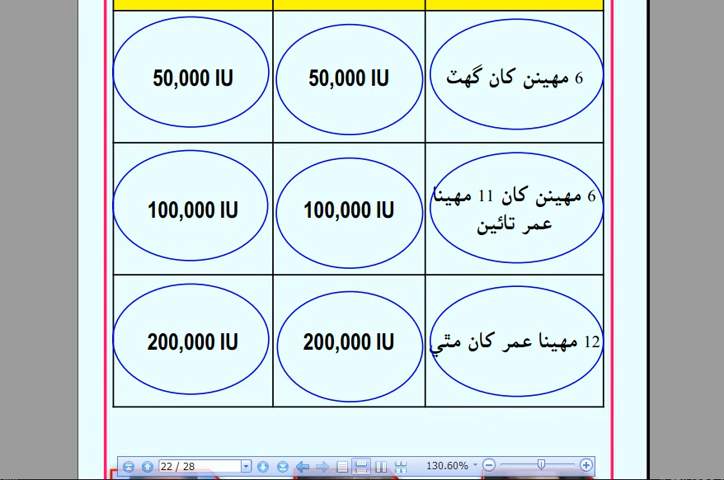 6 مهينن کان گهٽ
50,000 IU
50,000 IU
6 مهينن کان 11 مهينا
عمر تائين
100,000 IU
100,000 IU
12 مهينا عمر کان مٿي
200,000 IU
200,000 IU
22 / 28
130.60%